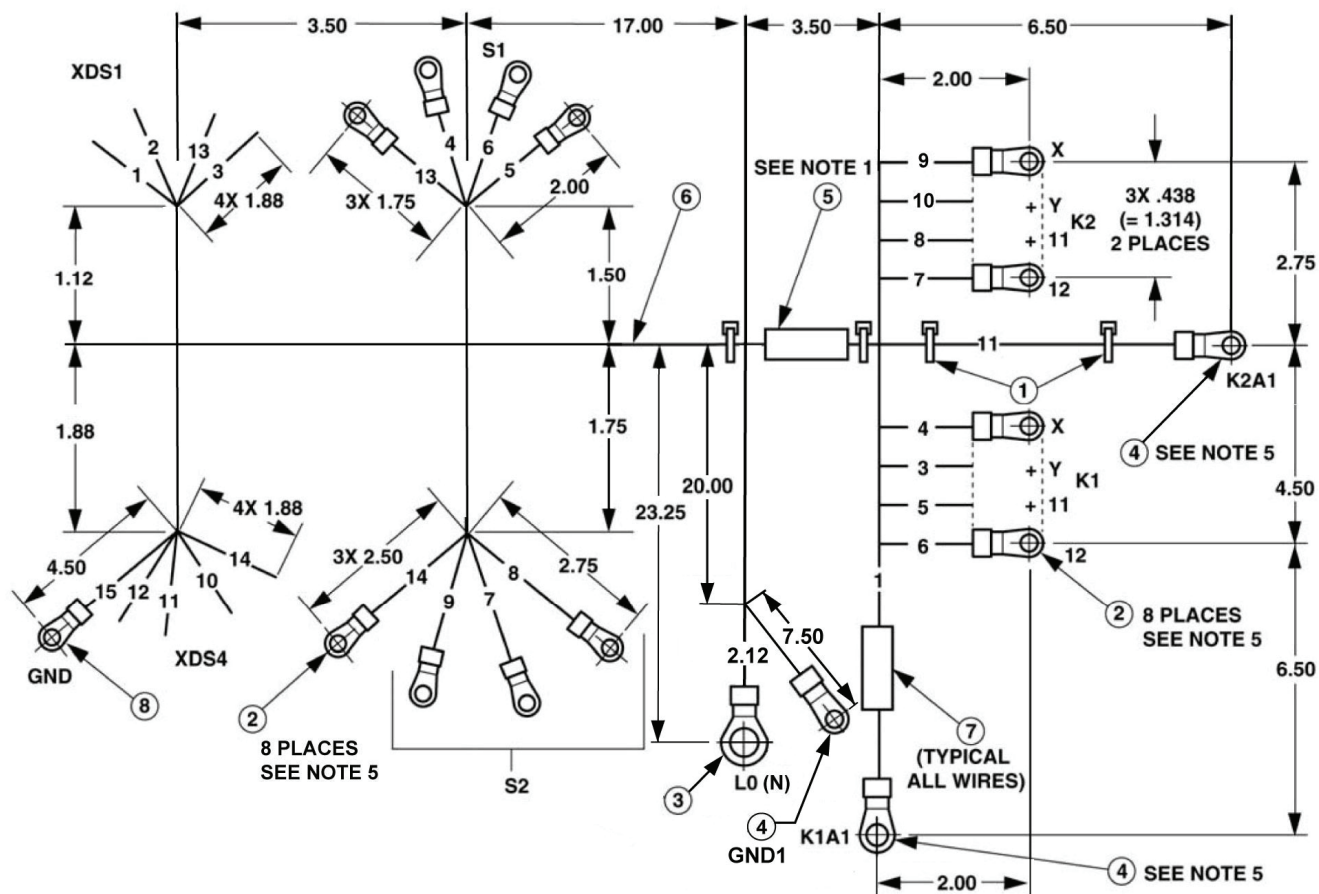 3.50
17.00
3.50
6.50
XDS1
S1
2.00
2
13
1
3
4X 1.88
4
6
13
5
3X 1.75
2.00
SEE NOTE 1
6
5
9
X
10
Y
K2
8
11
7
12
3X .438
(= 1.314)
2 PLACES
2.75
1.12
1.50
11
1
K2A1
4 SEE NOTE 5
1.88
1.75
20.00
23.25
4
X
3
Y
K1
5
11
6
12
4.50
4X 1.88
4.50
14
15
12
11
10
XDS4
GND
8
3X 2.50
2.75
14
9
7
8
2
8 PLACES
SEE NOTE 5
S2
7.50
2.12
1
2 8 PLACES
SEE NOTE 5
6.50
7
(TYPICAL
ALL WIRES)
L0 (N)
3
4
GND1
K1A1
4 SEE NOTE 5
2.00